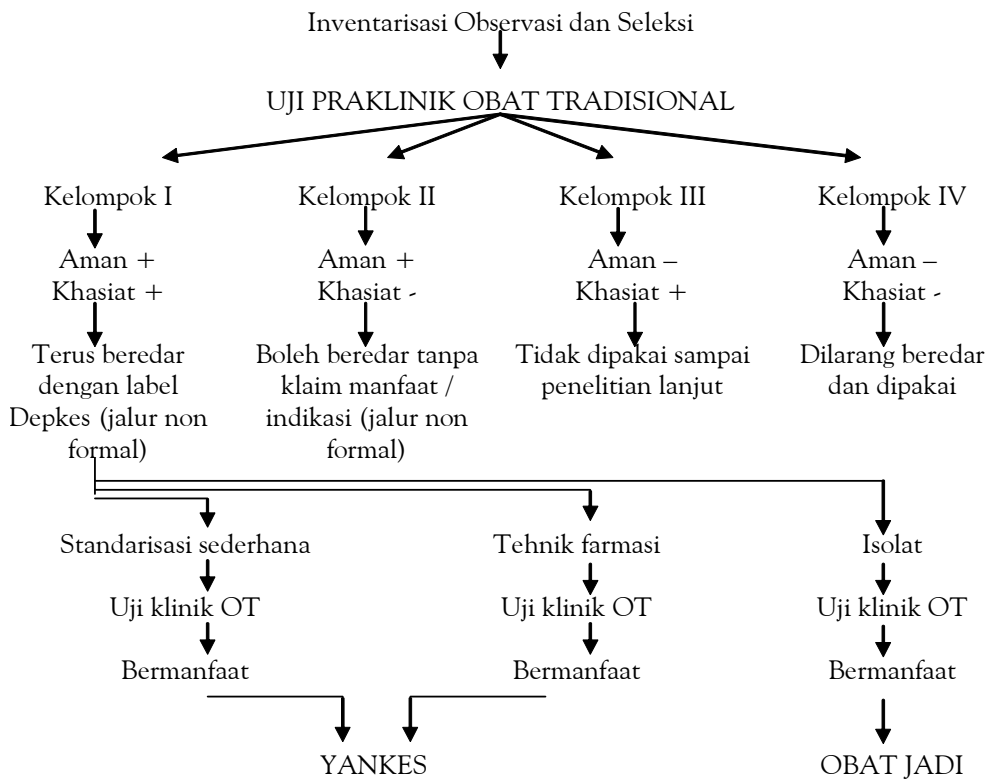 Inventarisasi Observasi dan Seleksi
UJI PRAKLINIK OBAT TRADISIONAL
Kelompok I
Kelompok II
Kelompok III
Kelompok IV
Aman +
Khasiat +
Aman +
Khasiat -
Aman –
Khasiat +
Aman –
Khasiat -
Terus beredar
dengan label
Depkes (jalur non
formal)
Boleh beredar tanpa
klaim manfaat /
indikasi (jalur non
formal)
Tidak dipakai sampai
penelitian lanjut
Dilarang beredar
dan dipakai
Standarisasi sederhana
Tehnik farmasi
Isolat
Uji klinik OT
Uji klinik OT
Uji klinik OT
Bermanfaat
Bermanfaat
Bermanfaat
YANKES
OBAT JADI